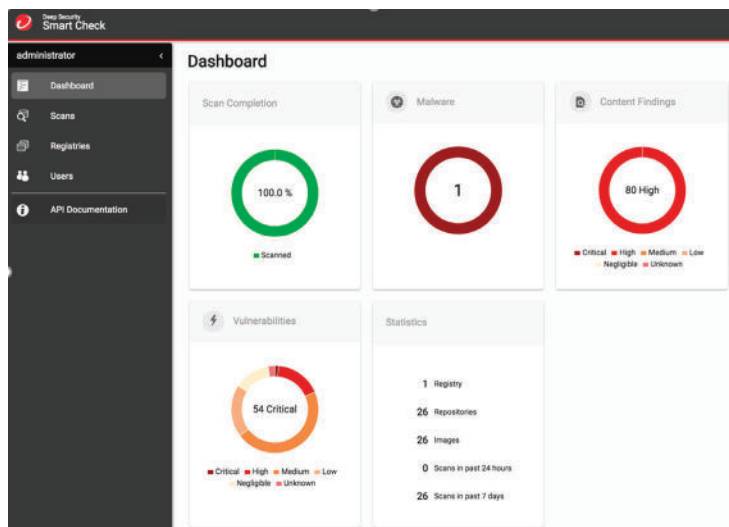 Deep Security
Smart Check
administrator
Dashboard
Scans
Registries
Users
API Documentation
Dashboard
Scan Completion
100.0 %
Scanned
Malware
1
Content Findings
80 High
Critical High Medium Low
Negligible Unknown
Vulnerabilities
54 Critical
Critical High Medium Low
Negligible Unknown
Statistics
1 Registry
26 Repositories
26 Images
0 Scans in past 24 hours
26 Scans in past 7 days